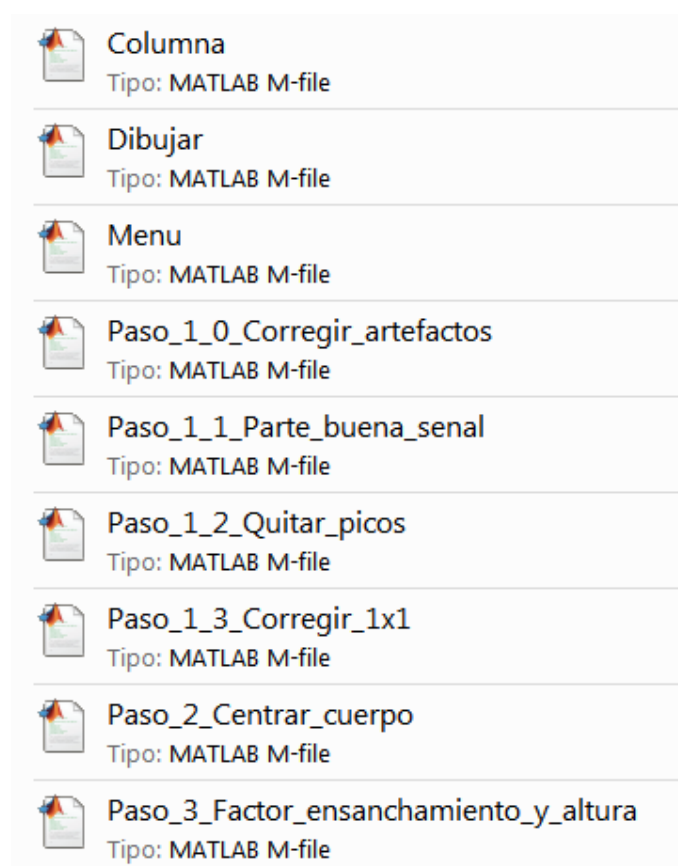 Columna
Tipo: MATLAB M-file
Dibujar
Tipo: MATLAB M-file
Menu
Tipo: MATLAB M-file
Paso_1_0_Corregir_artefactos
Tipo: MATLAB M-file
Paso_1_1_Parte_buena_senal
Tipo: MATLAB M-file
Paso_1_2_Quitar_picos
Tipo: MATLAB M-file
Paso_1_3_Corregir_1x1
Tipo: MATLAB M-file
Paso_2_Centrar_cuerpo
Tipo: MATLAB M-file
Paso_3_Factor_ensanchamiento_y_altura
Tipo: MATLAB M-file